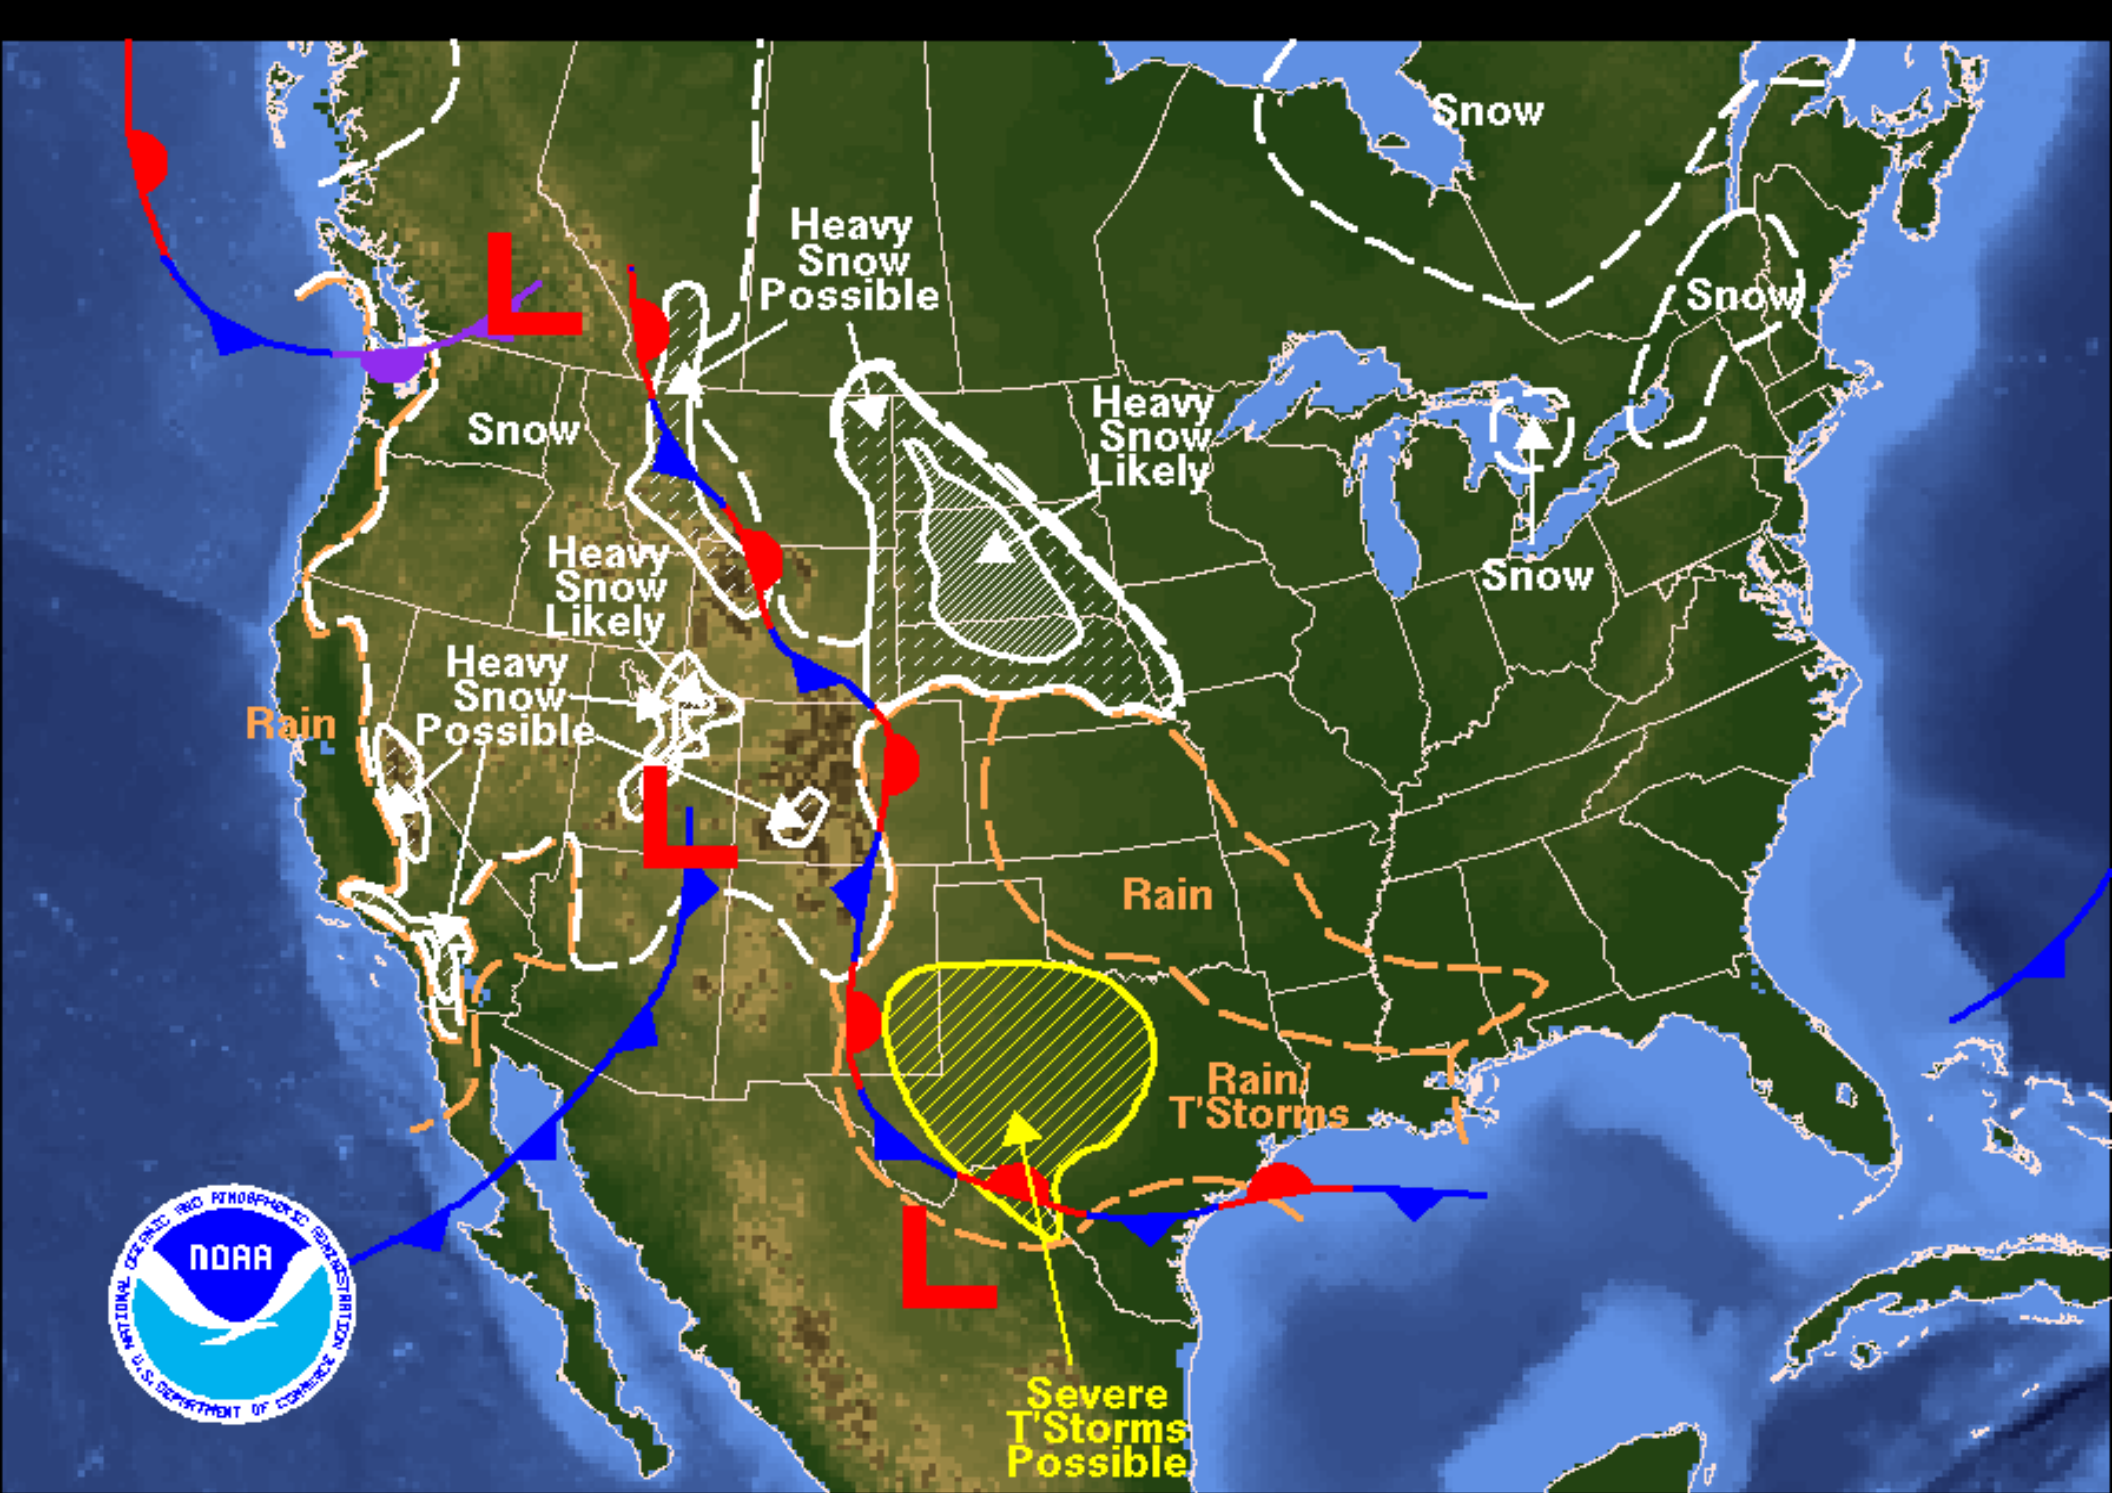 Snow
Heavy
Snow
Possible
Snow
Heavy
Snow
Likely
Snow
Heavy
Snow
Likely
Snow
Heavy
Snow
Possible
Rain
L
L
Rain
Rain/
T'Storms
L
NOAA
NATIONAL OCEANIC AND ATMOSPHERIC ADMINISTRATION
U.S. DEPARTMENT OF COMMERCE
Severe
T'Storms
Possible